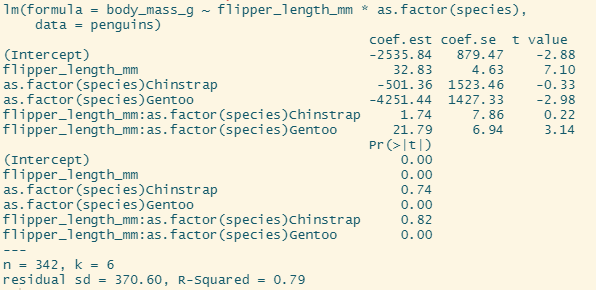 lm(formula = body_mass_g ~ flipper_length_mm * as.factor(species),
    data = penguins)
                                             coef.est coef.se t value
(Intercept)                                  -2535.84  879.47   -2.88
flipper_length_mm                               32.83    4.63    7.10
as.factor(species)Chinstrap                   -501.36 1523.46   -0.33
as.factor(species)Gentoo                     -4251.44 1427.33   -2.98
flipper_length_mm:as.factor(species)Chinstrap    1.74    7.86    0.22
flipper_length_mm:as.factor(species)Gentoo      21.79    6.94    3.14
                                             Pr(>|t|)
(Intercept)                                      0.00
flipper_length_mm                                0.00
as.factor(species)Chinstrap                      0.74
as.factor(species)Gentoo                         0.00
flipper_length_mm:as.factor(species)Chinstrap    0.82
flipper_length_mm:as.factor(species)Gentoo       0.00
---
n = 342, k = 6
residual sd = 370.60, R-Squared = 0.79